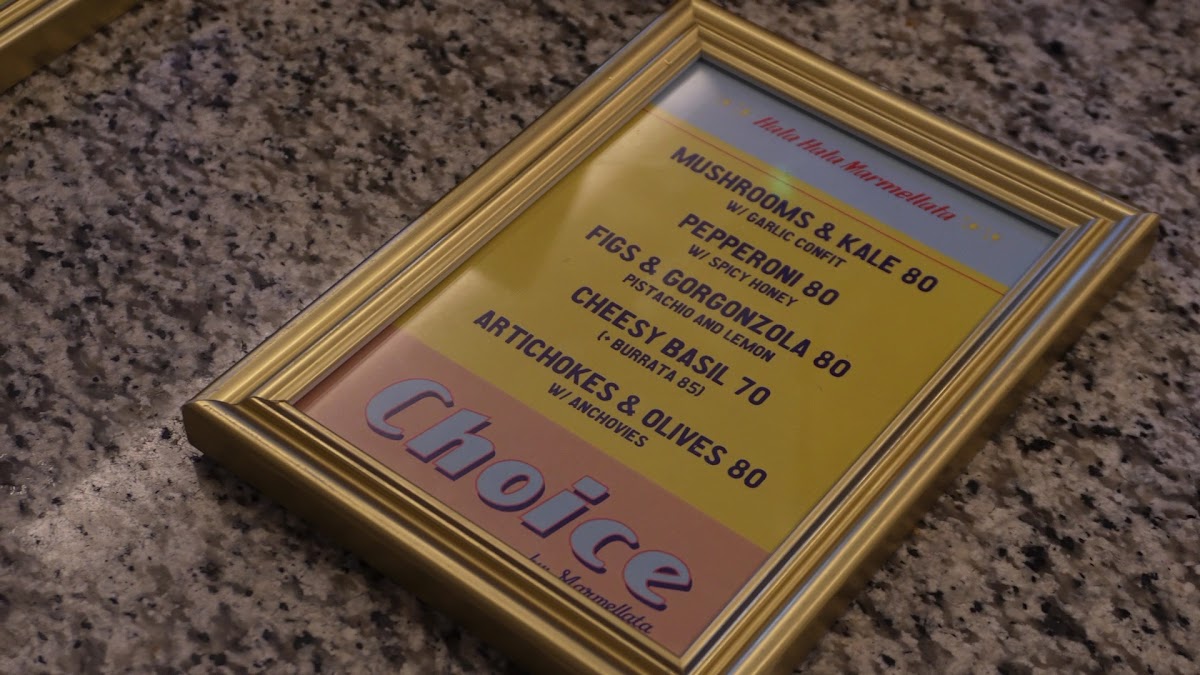 Hala Hala Marmellata
MUSHROOMS & KALE 80
W/ GARLIC CONFIT
PEPPERONI 80
W/ SPICY HONEY
FIGS & GORGONZOLA 80
PISTACHIO AND LEMON
CHEESY BASIL 70
(+ BURRATA 85)
ARTICHOKES & OLIVES 80
W/ ANCHOVIES
Choice
by Marmellata